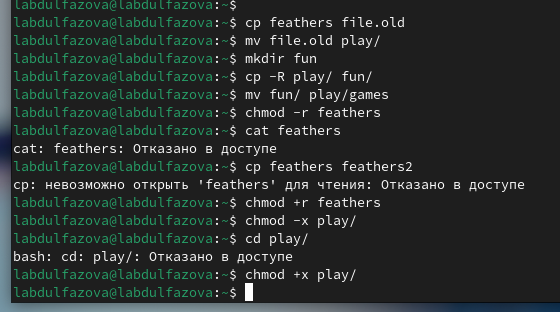 labdulfazova@labdulfazova:~$
labdulfazova@labdulfazova:~$ cp feathers file.old
labdulfazova@labdulfazova:~$ mv file.old play/
labdulfazova@labdulfazova:~$ mkdir fun
labdulfazova@labdulfazova:~$ cp -R play/ fun/
labdulfazova@labdulfazova:~$ mv fun/ play/games
labdulfazova@labdulfazova:~$ chmod -r feathers
labdulfazova@labdulfazova:~$ cat feathers
cat: feathers: Отказано в доступе
labdulfazova@labdulfazova:~$ cp feathers feathers2
cp: невозможно открыть 'feathers' для чтения: Отказано в доступе
labdulfazova@labdulfazova:~$ chmod +r feathers
labdulfazova@labdulfazova:~$ chmod -x play/
labdulfazova@labdulfazova:~$ cd play/
bash: cd: play/: Отказано в доступе
labdulfazova@labdulfazova:~$ chmod +x play/
labdulfazova@labdulfazova:~$